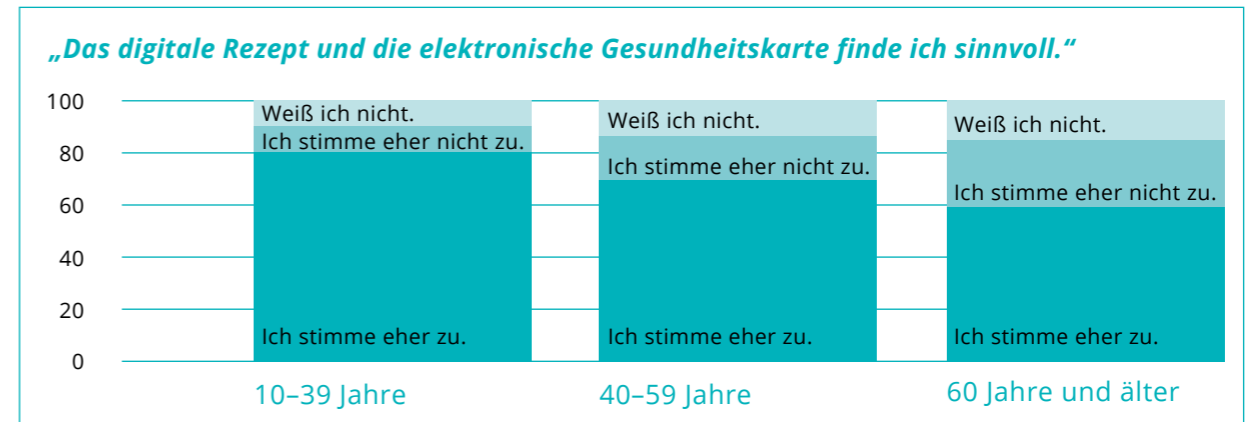 „Das digitale Rezept und die elektronische Gesundheitskarte finde ich sinnvoll.“
100
80
60
40
20
0
Weiß ich nicht.
Ich stimme eher nicht zu.
Ich stimme eher zu.
10–39 Jahre
Weiß ich nicht.
Ich stimme eher nicht zu.
Ich stimme eher zu.
40–59 Jahre
Weiß ich nicht.
Ich stimme eher nicht zu.
Ich stimme eher zu.
60 Jahre und älter